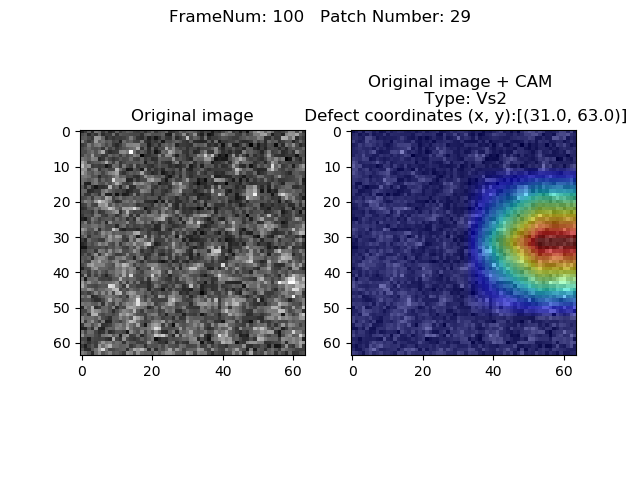 FrameNum: 100   Patch Number: 29
Original image
Original image + CAM
Type: Vs2
Defect coordinates (x, y):[(31.0, 63.0)]
0
10
20
30
40
50
60
0 20 40 60
0
10
20
30
40
50
60
0 20 40 60